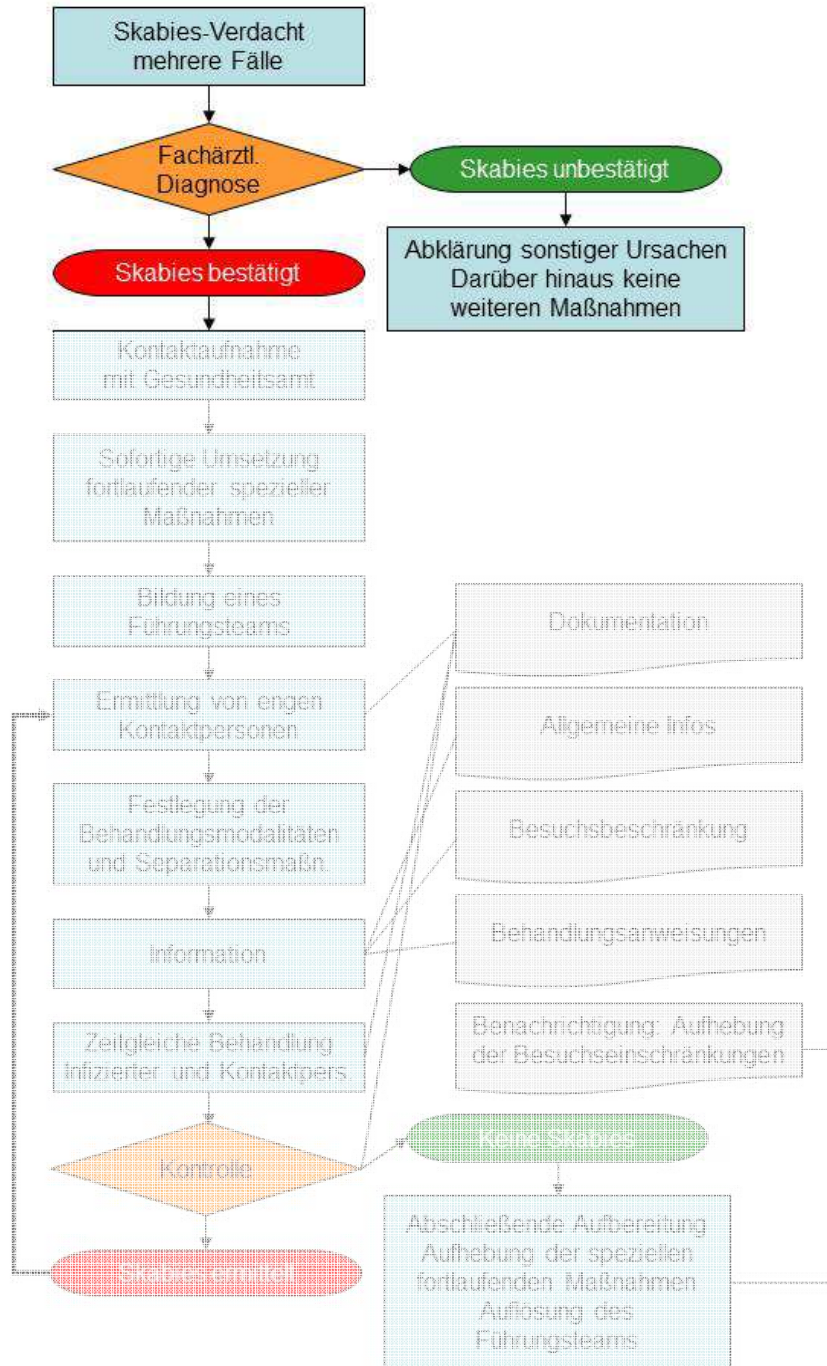 Skabies-Verdacht
mehrere Fälle
Fachärztl.
Diagnose
Skabies unbestätigt
Abklärung sonstiger Ursachen
Darüber hinaus keine
weiteren Maßnahmen
Skabies bestätigt
Kontaktaufnahme
mit Gesundheitsamt
Sofortige Umsetzung
fortlaufender spezieller
Maßnahmen
Bildung eines
Führungsteams
Ermittlung von engen
Kontaktpersonen
Festlegung der
Behandlungsmodalitäten
und Separationsmaßn.
Information
Zeitgleiche Behandlung
Infizierter und Kontaktpers.
Kontrolle
Skabies ermittelt
Dokumentation
Allgemeine Infos
Besuchsbeschränkung
Behandlungsanweisungen
Benachrichtigung: Aufhebung
der Besuchseinschränkungen
Keine Skabies
Abschließende Aufbereitung
Aufhebung der speziellen
fortlaufenden Maßnahmen
Auflösung des
Führungsteams